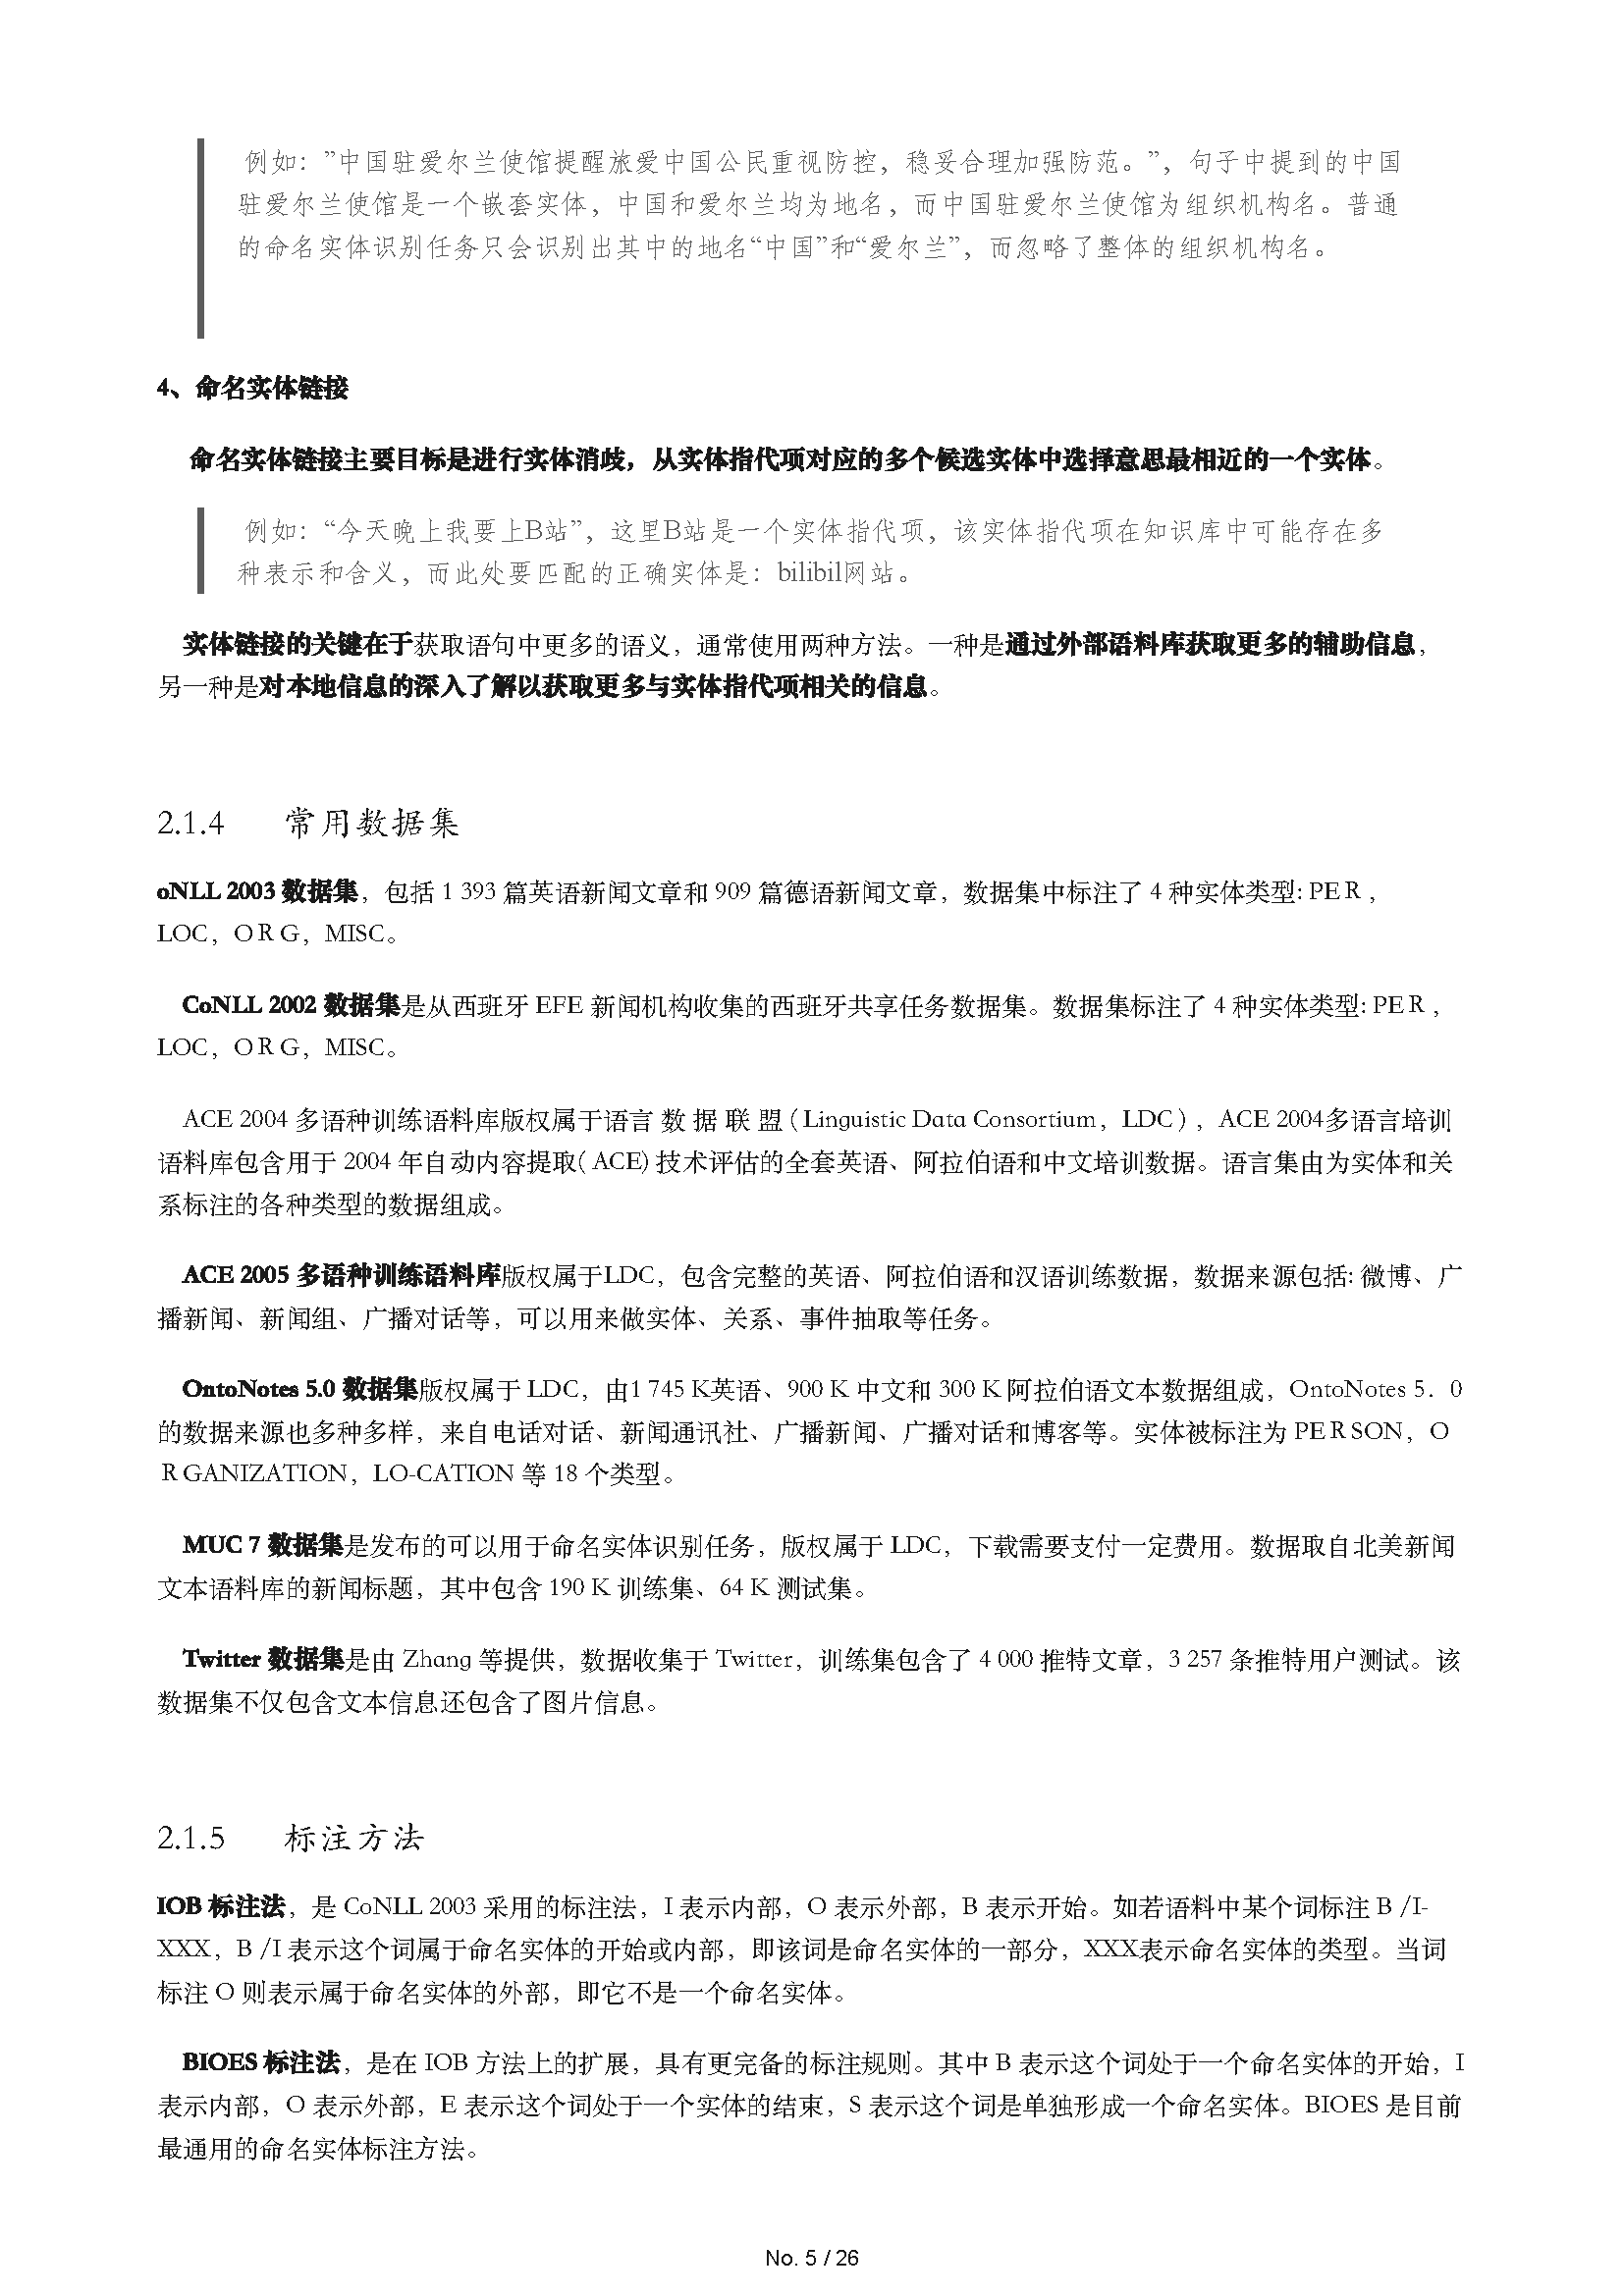 例如：”中国驻爱尔兰使馆提醒旅爱中国公民重视防控，稳妥合理加强防范。”，句子中提到的中国
驻爱尔兰使馆是一个嵌套实体，中国和爱尔兰均为地名，而中国驻爱尔兰使馆为组织机构名。普通
的命名实体识别任务只会识别出其中的地名“中国”和“爱尔兰”，而忽略了整体的组织机构名。
4、命名实体链接
命名实体链接主要目标是进行实体消歧，从实体指代项对应的多个候选实体中选择意思最相近的一个实体。
例如：“今天晚上我要上B站”，这里B站是一个实体指代项，该实体指代项在知识库中可能存在多
种表示和含义，而此处要匹配的正确实体是：bilibil网站。
实体链接的关键在于获取语句中更多的语义，通常使用两种方法。一种是通过外部语料库获取更多的辅助信息，
另一种是对本地信息的深入了解以获取更多与实体指代项相关的信息。
2.1.4 常用数据集
oNLL 2003 数据集，包括 1 393 篇英语新闻文章和 909 篇德语新闻文章，数据集中标注了 4 种实体类型: PEＲ，
LOC，OＲG，MISC。
CoNLL 2002 数据集是从西班牙 EFE 新闻机构收集的西班牙共享任务数据集。数据集标注了 4 种实体类型: PEＲ，
LOC，OＲG，MISC。
ACE 2004 多语种训练语料库版权属于语言 数 据 联 盟（ Linguistic Data Consortium，LDC），ACE 2004多语言培训
语料库包含用于 2004 年自动内容提取( ACE) 技术评估的全套英语、阿拉伯语和中文培训数据。语言集由为实体和关
系标注的各种类型的数据组成。
ACE 2005 多语种训练语料库版权属于LDC，包含完整的英语、阿拉伯语和汉语训练数据，数据来源包括: 微博、广
播新闻、新闻组、广播对话等，可以用来做实体、关系、事件抽取等任务。
OntoNotes 5.0 数据集版权属于 LDC，由1 745 K英语、900 K 中文和 300 K 阿拉伯语文本数据组成，OntoNotes 5．0
的数据来源也多种多样，来自电话对话、新闻通讯社、广播新闻、广播对话和博客等。实体被标注为 PEＲSON，O
ＲGANIZATION，LO-CATION 等 18 个类型。
MUC 7 数据集是发布的可以用于命名实体识别任务，版权属于 LDC，下载需要支付一定费用。数据取自北美新闻
文本语料库的新闻标题，其中包含 190 K 训练集、64 K 测试集。
Twitter 数据集是由 Zhang 等提供，数据收集于 Twitter，训练集包含了 4 000 推特文章，3 257 条推特用户测试。该
数据集不仅包含文本信息还包含了图片信息。
2.1.5 标注方法
IOB 标注法，是 CoNLL 2003 采用的标注法，I 表示内部，O 表示外部，B 表示开始。如若语料中某个词标注 B /I-
XXX，B /I 表示这个词属于命名实体的开始或内部，即该词是命名实体的一部分，XXX表示命名实体的类型。当词
标注 O 则表示属于命名实体的外部，即它不是一个命名实体。
BIOES 标注法，是在 IOB 方法上的扩展，具有更完备的标注规则。其中 B 表示这个词处于一个命名实体的开始，I
表示内部，O 表示外部，E 表示这个词处于一个实体的结束，S 表示这个词是单独形成一个命名实体。BIOES 是目前
最通用的命名实体标注方法。
No. 5 / 26